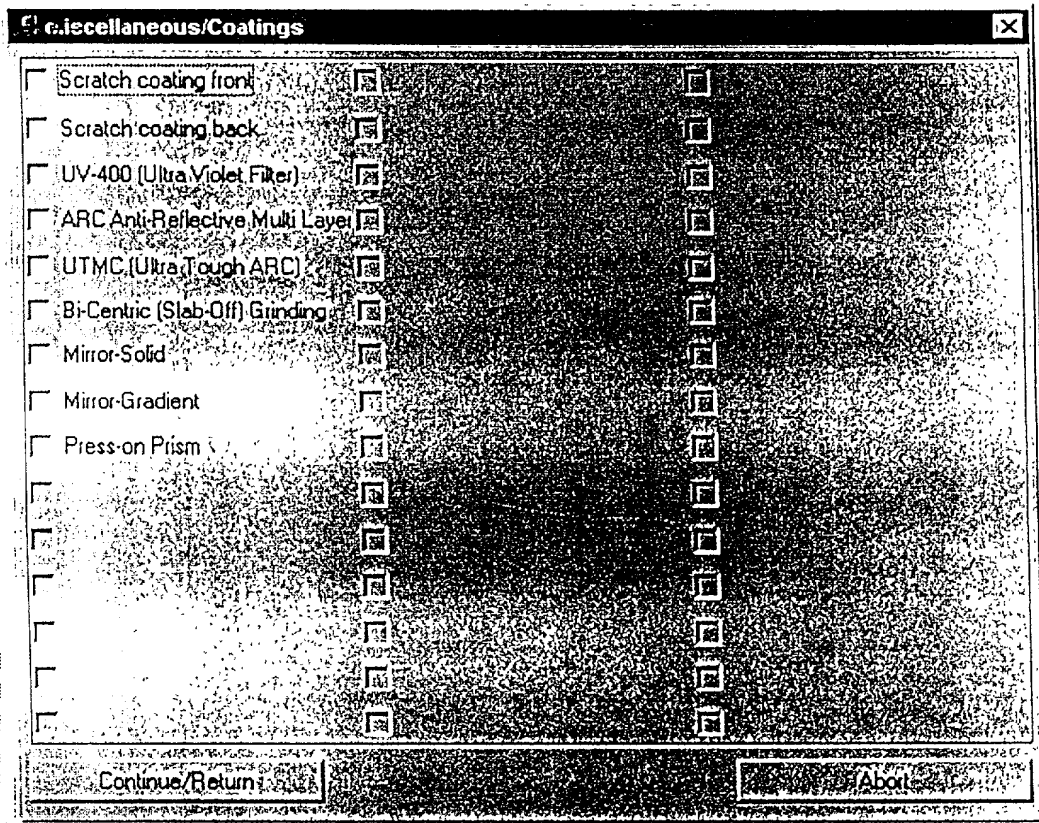 Miscellaneous/Coatings
Scratch coating front
Scratch coating back
UV-400 (Ultra Violet Filter)
ARC Anti-Reflective Multi Layer
UTMC (Ultra Tough ARC)
Bi-Centric (Slab-Off) Grinding
Mirror-Solid
Mirror-Gradient
Press-on Prism
Continue/Return
Abort